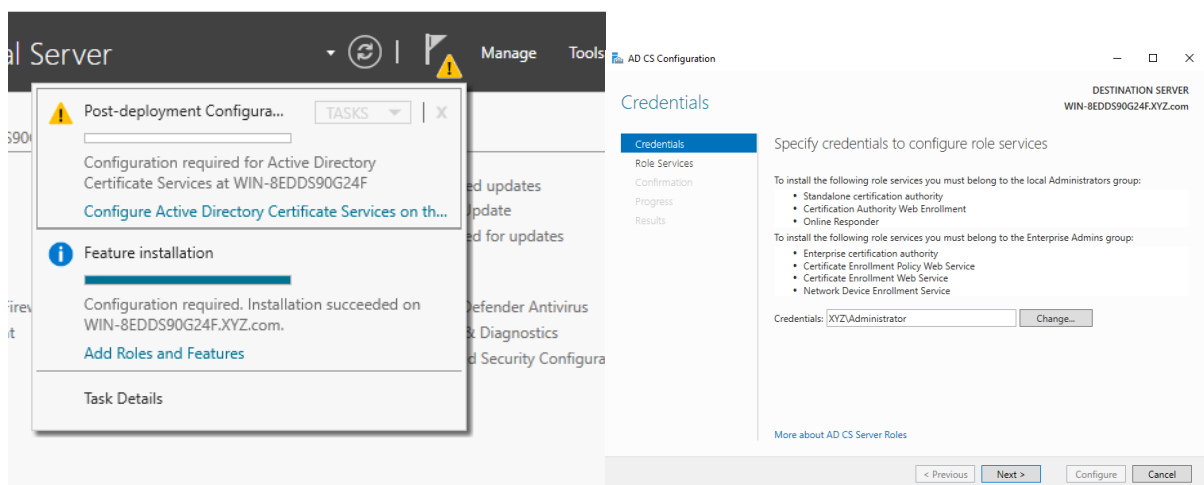 al Server
Manage
Tools
Post-deployment Configura...
TASKS
X
Configuration required for Active Directory
Certificate Services at WIN-8EDDS90G24F
Configure Active Directory Certificate Services on th...
Feature installation
Configuration required. Installation succeeded on
WIN-8EDDS90G24F.XYZ.com.
Add Roles and Features
Task Details
S90
Firew
t
ed updates
Update
ed for updates
Defender Antivirus
& Diagnostics
d Security Configura
AD CS Configuration
Credentials
DESTINATION SERVER
WIN-8EDDS90G24F.XYZ.com
Credentials
Role Services
Confirmation
Progress
Results
Specify credentials to configure role services
To install the following role services you must belong to the local Administrators group:
• Standalone certification authority
• Certification Authority Web Enrollment
• Online Responder
To install the following role services you must belong to the Enterprise Admins group:
• Enterprise certification authority
• Certificate Enrollment Policy Web Service
• Certificate Enrollment Web Service
• Network Device Enrollment Service
Credentials: XYZ\Administrator Change...
More about AD CS Server Roles
< Previous Next > Configure Cancel